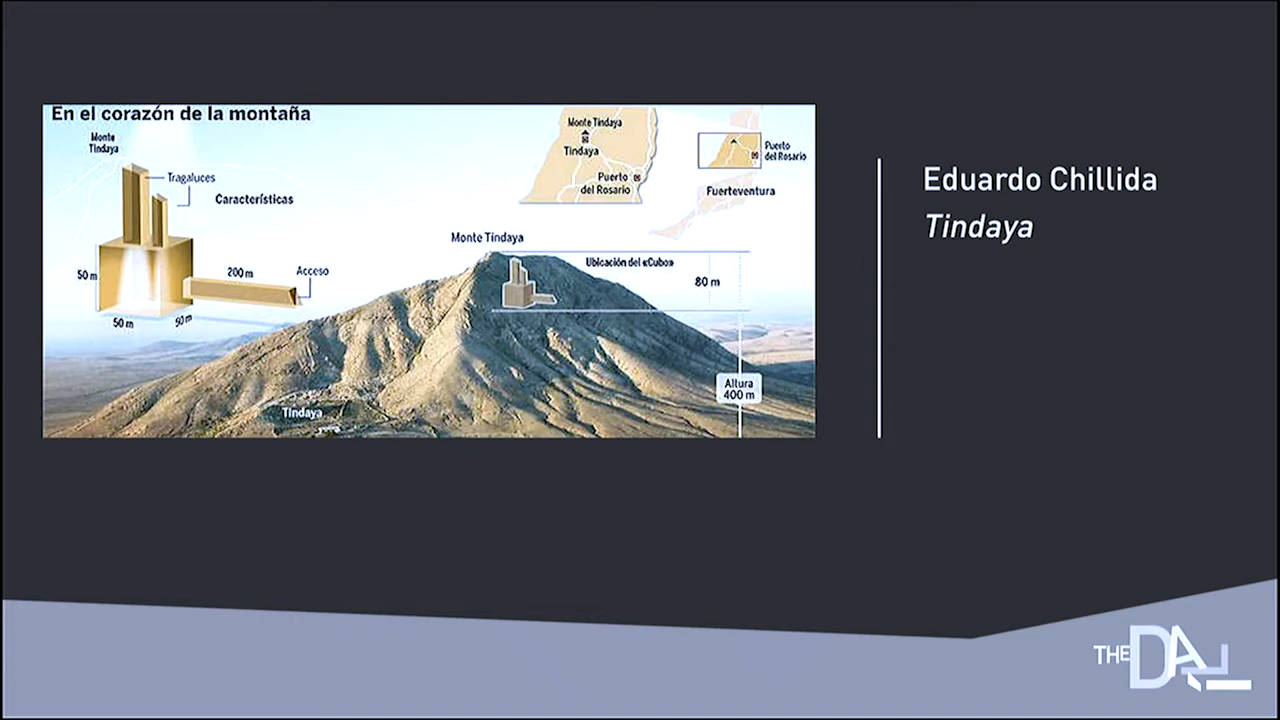 En el corazón de la montaña
Monte
Tindaya
Tragaluces
Características
50 m
200 m
Acceso
50 m
50 m
Monte Tindaya
Tindaya
Puerto
del Rosario
Puerto
del Rosario
Fuerteventura
Monte Tindaya
Ubicación del «Cubo»
80 m
Altura
400 m
Tindaya
Eduardo Chillida
Tindaya
THE DALI